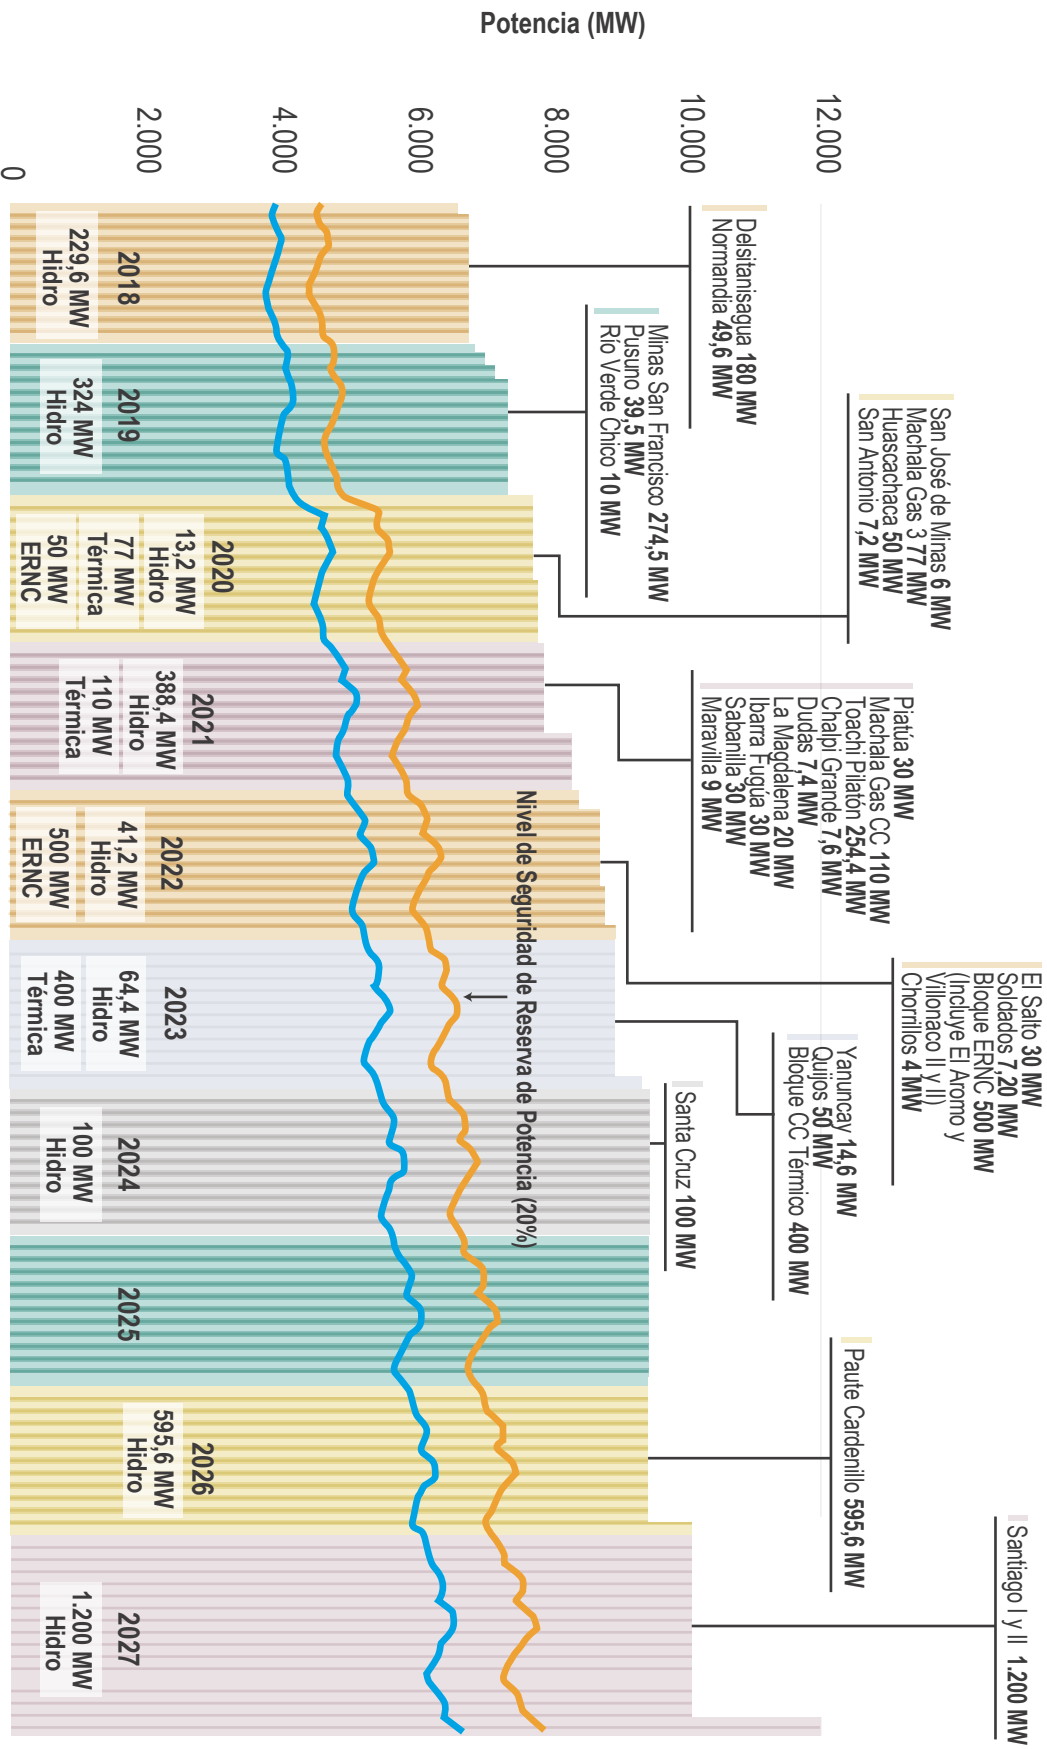 Potencia (MW)
12.000
10.000
8.000
6.000
4.000
2.000
0
Delsitanisagua 180 MW
Normandia 49,6 MW
Minas San Francisco 274,5 MW
Pusuno 39,5 MW
Río Verde Chico 10 MW
San José de Minas 6 MW
Machala Gas 3 77 MW
Huascachaca 50 MW
San Antonio 7,2 MW
Piatúa 30 MW
Machala Gas CC 110 MW
Toachi Pilatón 254,4 MW
Chalpi Grande 7,6 MW
Dudas 7,4 MW
La Magdalena 20 MW
Ibarra Fugúa 30 MW
Sabanilla 30 MW
Maravilla 9 MW
El Salto 30 MW
Soldados 7,20 MW
Bloque ERNC 500 MW
(Incluye El Aromo y
Villonaco II y II)
Chorrillos 4 MW
Yanuncay 14,6 MW
Quijos 50 MW
Boque CC Térmico 400 MW
Santa Cruz 100 MW
Paute Cardenillo 595,6 MW
Santiago I y II 1.200 MW
Nivel de Seguridad de Reserva de Potencia (20%)
2018
229,6 MW
Hidro
2019
324 MW
Hidro
2020
13,2 MW
Hidro
77 MW
Térmica
50 MW
ERNC
2021
388,4 MW
Hidro
110 MW
Térmica
2022
41,2 MW
Hidro
500 MW
ERNC
2023
64,4 MW
Hidro
400 MW
Térmica
2024
100 MW
Hidro
2025
2026
595,6 MW
Hidro
2027
1.200 MW
Hidro